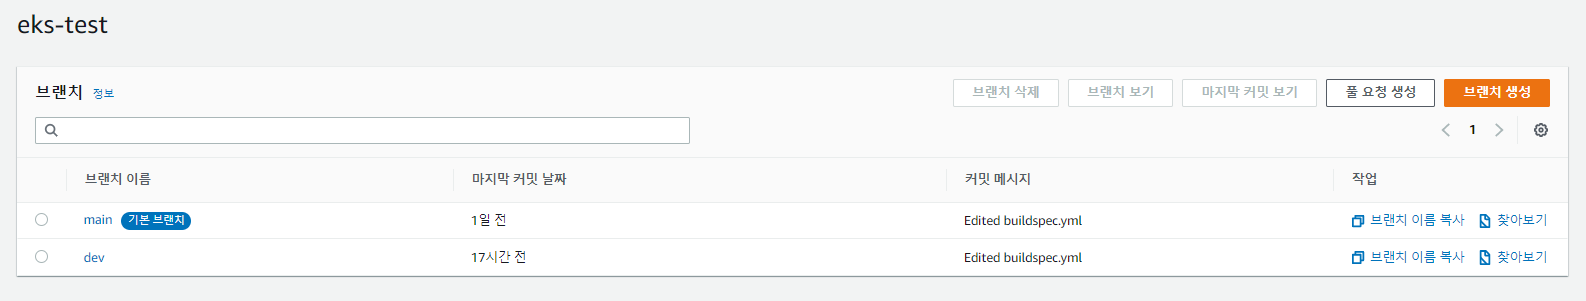 eks-test
브랜치 정보
브랜치 삭제 브랜치 보기 마지막 커밋 보기 풀 요청 생성 브랜치 생성
1
브랜치 이름 마지막 커밋 날짜 커밋 메시지 작업
main 기본 브랜치 1일 전 Edited buildspec.yml 브랜치 이름 복사 찾아보기
dev 17시간 전 Edited buildspec.yml 브랜치 이름 복사 찾아보기